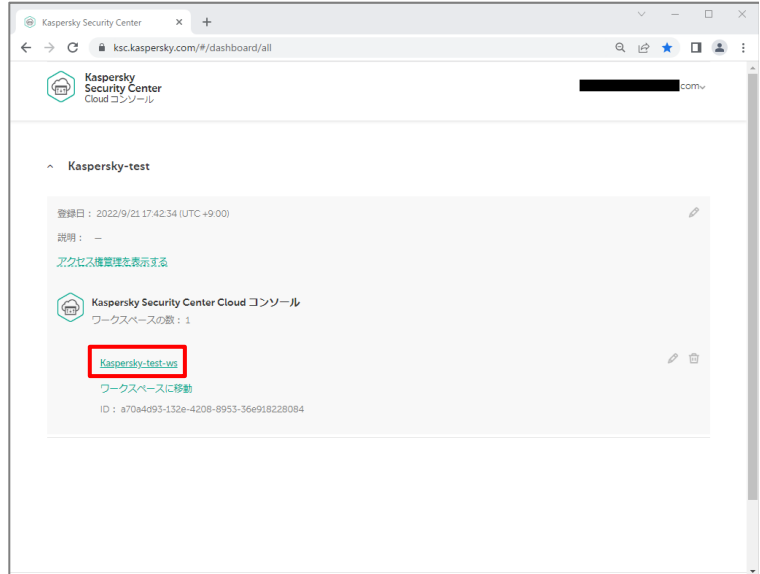 Kaspersky Security Center
ksc.kaspersky.com/#/dashboard/all
Kaspersky
Security Center
Cloud コンソール
com
Kaspersky-test
登録日： 2022/9/21 17:42:34 (UTC +9:00)
説明： —
アクセス権管理を表示する
Kaspersky Security Center Cloud コンソール
ワークスペースの数： 1
Kaspersky-test-ws
ワークスペースに移動
ID： a70a4d93-132e-4208-8953-36e918228084